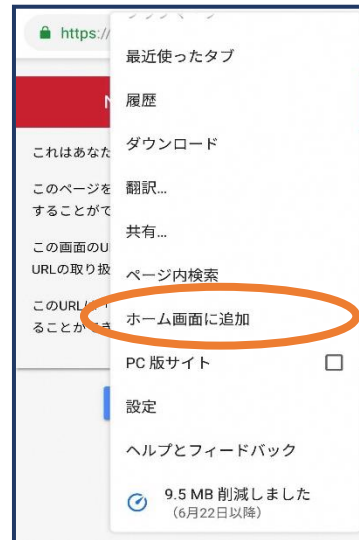 https://
最近使ったタブ
履歴
これはあなた
ダウンロード
このページを
することがで
翻訳...
共有...
この画面のU
URLの取り扱
ページ内検索
このURL
ることができ
ホーム画面に追加
PC 版サイト
設定
ヘルプとフィードバック
9.5 MB 削減しました
(6月22日以降)